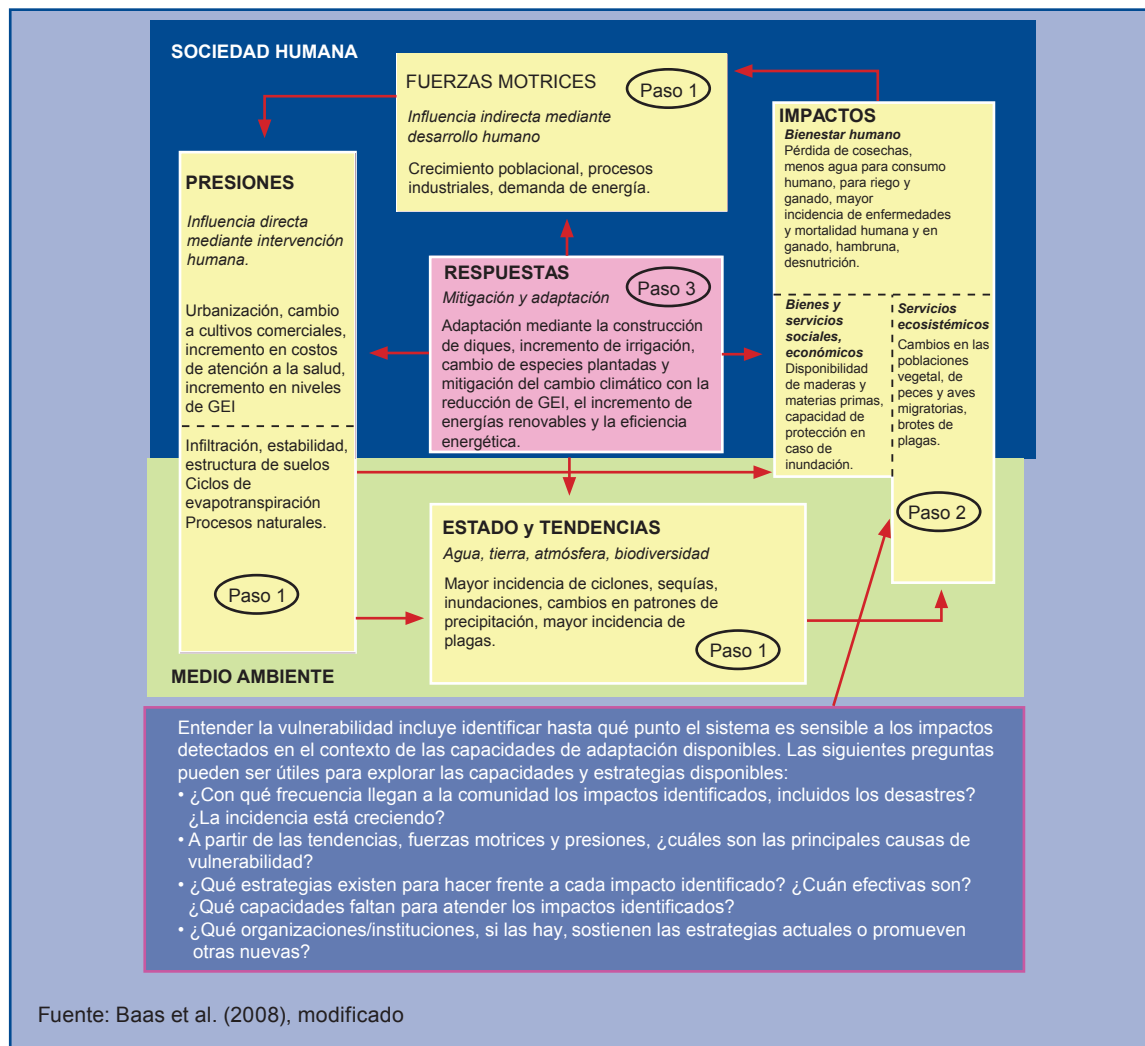 SOCIEDAD HUMANA
FUERZAS MOTRICES
Paso 1
Influencia indirecta mediante
desarrollo humano
Crecimiento poblacional, procesos
industriales, demanda de energía.
PRESIONES
Influencia directa
mediante intervención
humana.
Urbanización, cambio
a cultivos comerciales,
incremento en costos
de atención a la salud,
incremento en niveles
de GEI
Infiltración, estabilidad,
estructura de suelos
Ciclos de
evapotranspiración
Procesos naturales.
Paso 1
RESPUESTAS
Paso 3
Mitigación y adaptación
Adaptación mediante la construcción
de diques, incremento de irrigación,
cambio de especies plantadas y
mitigación del cambio climático con la
reducción de GEI, el incremento de
energías renovables y la eficiencia
energética.
IMPACTOS
Bienestar humano
Pérdida de cosechas,
menos agua para consumo
humano, para riego y
ganado, mayor
incidencia de enfermedades
y mortalidad humana y en
ganado, hambruna,
desnutrición.
Bienes y
servicios
sociales,
económicos
Disponibilidad
de maderas y
materias primas,
capacidad de
protección en
caso de
inundación.
Servicios
ecosistémicos
Cambios en las
poblaciones
vegetal, de
peces y aves
migratorias,
brotes de
plagas.
Paso 2
ESTADO y TENDENCIAS
Agua, tierra, atmósfera, biodiversidad
Mayor incidencia de ciclones, sequías,
inundaciones, cambios en patrones de
precipitación, mayor incidencia de
plagas.
Paso 1
MEDIO AMBIENTE
Entender la vulnerabilidad incluye identificar hasta qué punto el sistema es sensible a los impactos
detectados en el contexto de las capacidades de adaptación disponibles. Las siguientes preguntas
pueden ser útiles para explorar las capacidades y estrategias disponibles:
• ¿Con qué frecuencia llegan a la comunidad los impactos identificados, incluidos los desastres?
¿La incidencia está creciendo?
• A partir de las tendencias, fuerzas motrices y presiones, ¿cuáles son las principales causas de
vulnerabilidad?
• ¿Qué estrategias existen para hacer frente a cada impacto identificado? ¿Cuán efectivas son?
¿Qué capacidades faltan para atender los impactos identificados?
• ¿Qué organizaciones/instituciones, si las hay, sostienen las estrategias actuales o promueven
otras nuevas?
Fuente: Baas et al. (2008), modificado